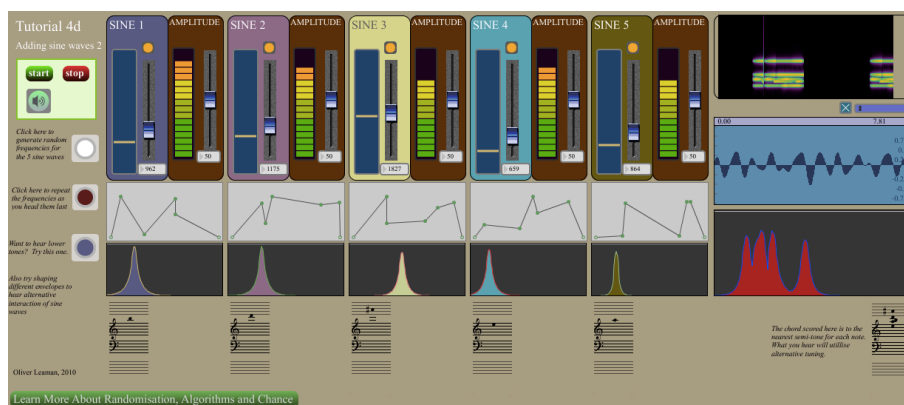 Tutorial 4d
Adding sine waves 2
start
stop
Click here to
generate random
frequencies for
the 5 sine waves
Click here to repeat
the frequencies as
you head them last
Want to hear lower
tones? Try this one.
Also try shaping
different envelopes to
hear alternative
interaction of sine
waves
Oliver Leaman, 2010
Learn More About Randomisation, Algorithms and Chance
SINE 1
AMPLITUDE
962
50
SINE 2
AMPLITUDE
1175
50
SINE 3
AMPLITUDE
1827
50
SINE 4
AMPLITUDE
659
50
SINE 5
AMPLITUDE
864
50
0.00
7.81
The chord scored here is to the
nearest semi-tone for each note.
What you hear will utillise
alternative tuning.